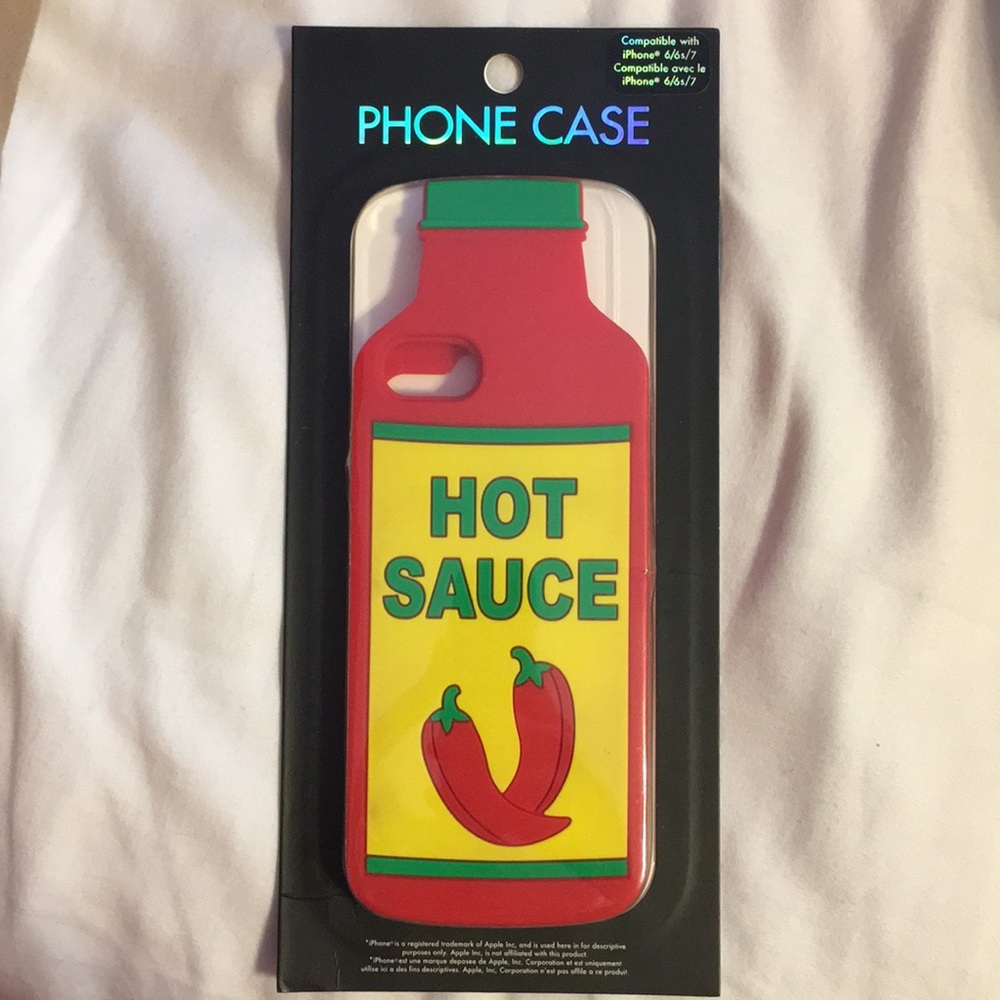 Compatible with
iPhone® 6/6s/7
Compatible avec le
iPhone® 6/6s/7
PHONE CASE
HOT
SAUCE
*iPhone® is a registered trademark of Apple Inc, and is used here in for descriptive
purposes only. Apple Inc, is not affiliated with this product.
*iPhone® est une marque deposee de Apple, Inc. Corporation et est uniquement
utilise ici a des fins descriptives. Apple, Inc, Corporation n'est pas affile a ce produit.